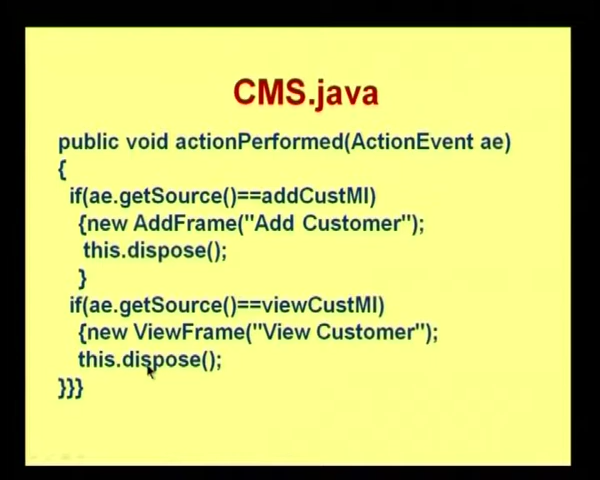 CMS.java
public void actionPerformed(ActionEvent ae)
{
if(ae.getSource()==addCustMI)
{new AddFrame("Add Customer");
this.dispose();
}
if(ae.getSource()==viewCustMI)
{new ViewFrame("View Customer");
this.dispose();
}}}